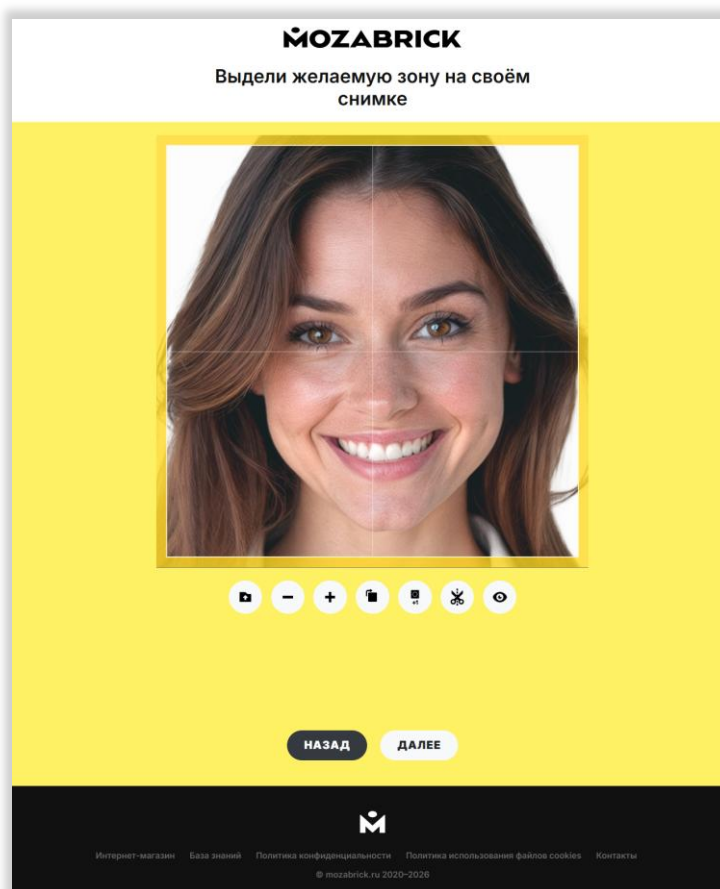 MOZABRICK
Выдели желаемую зону на своём
снимке
+1
НАЗАД
ДАЛЕЕ
Интернет-магазин База знаний Политика конфиденциальности Политика использования файлов cookies Контакты
© mozabrick.ru 2020–2026